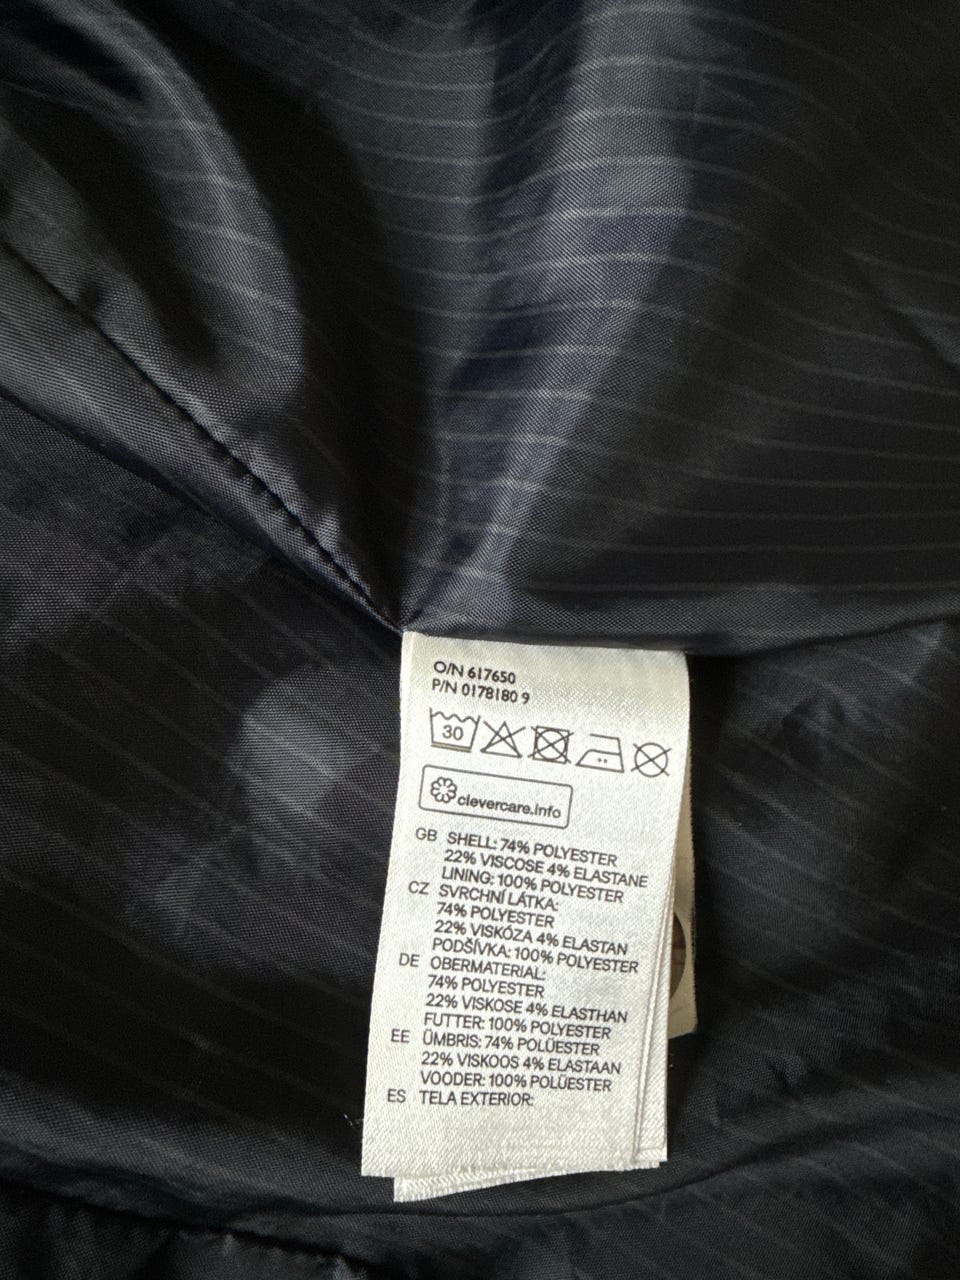 O/N 617650
P/N 0178180 9
30
clevercare.info
GB SHELL: 74% POLYESTER
22% VISCOSE 4% ELASTANE
LINING: 100% POLYESTER
CZ SVRCHNÍ LÁTKA:
74% POLYESTER
22% VISKÓZA 4% ELASTAN
PODŠÍVKA: 100% POLYESTER
DE OBERMATERIAL:
74% POLYESTER
22% VISKOSE 4% ELASTHAN
FUTTER: 100% POLYESTER
EE ÜMBRIS: 74% POLÜESTER
22% VISKOOS 4% ELASTAAN
VOODER: 100% POLÜESTER
ES TELA EXTERIOR: